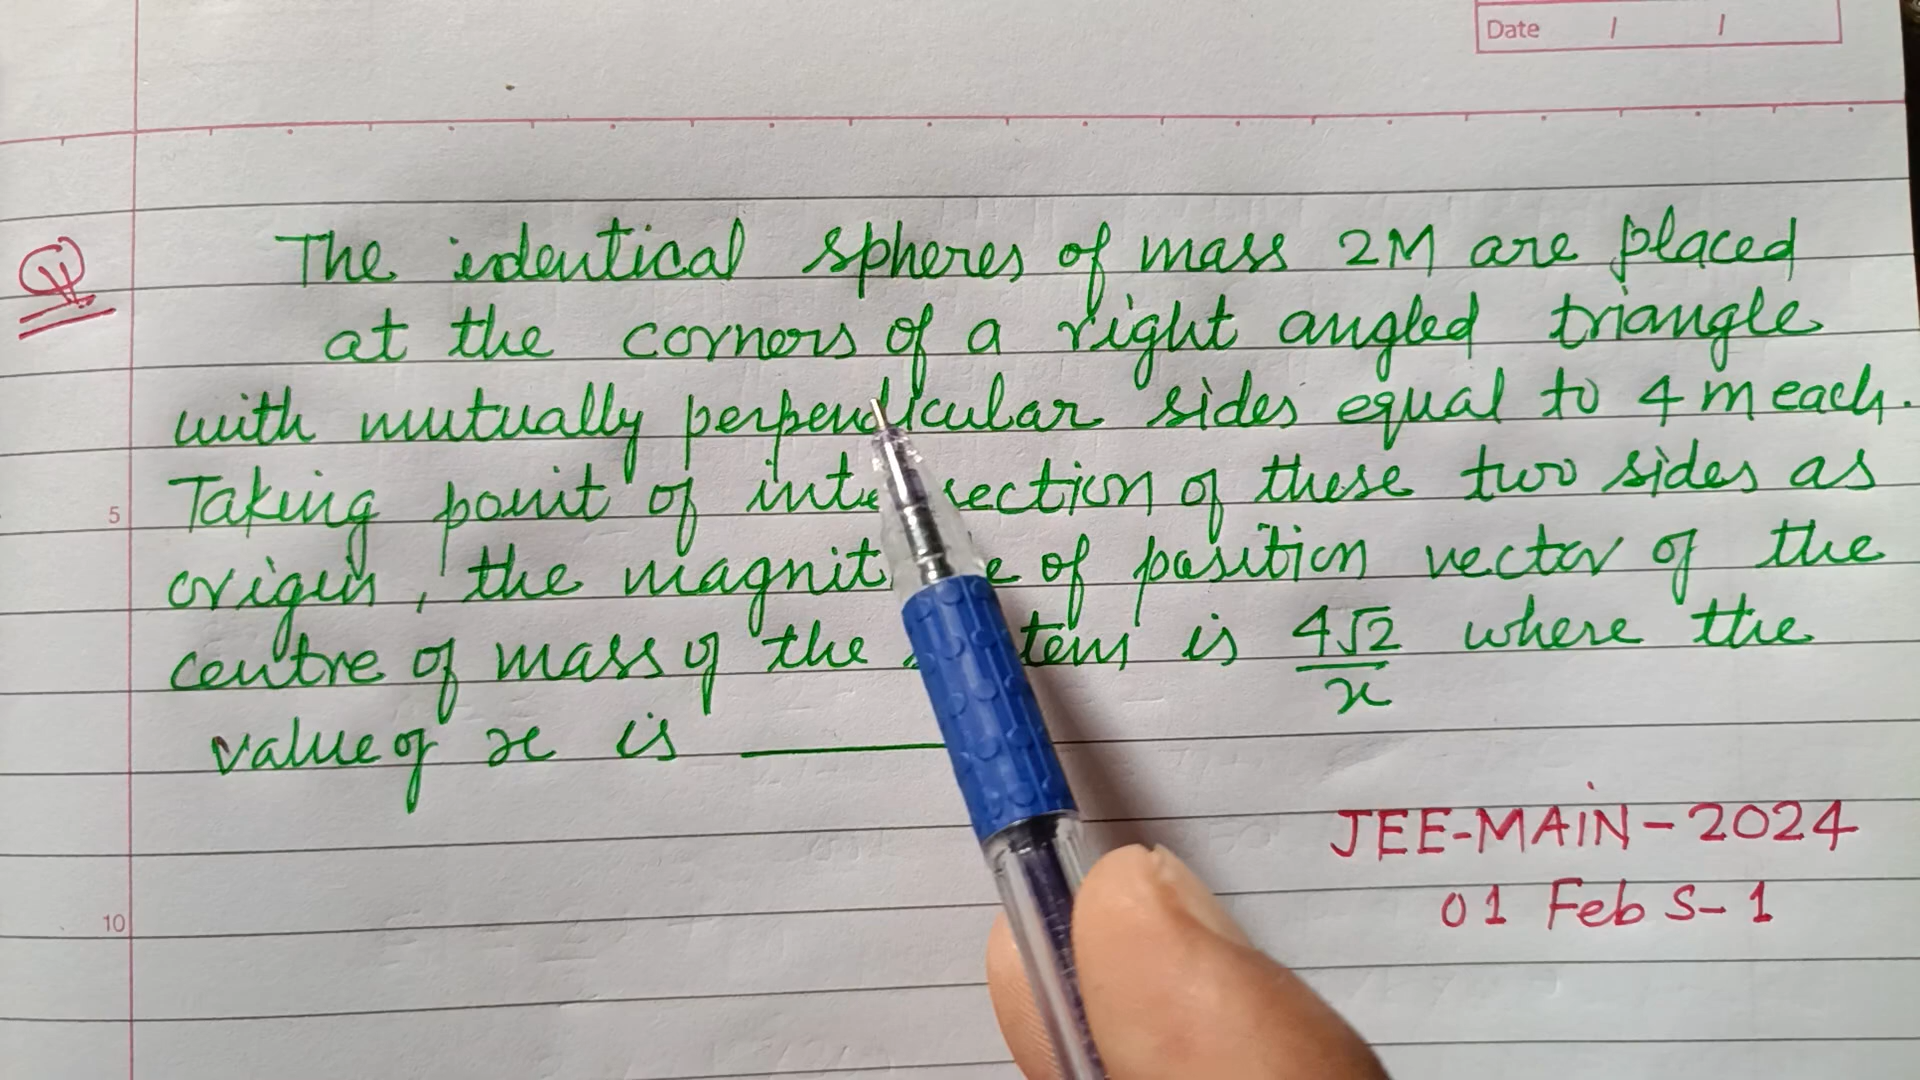 Date / /
Q
The identical spheres of mass 2M are placed
at the corners of a right angled triangle
with mutually perpendicular sides equal to 4 m each.
5 Taking point of section of these two sides as
origin, the of position vector of the
centre of mass of the is 4√2/x where the
value of x is ______
JEE-MAIN-2024
10 01 Feb S-1